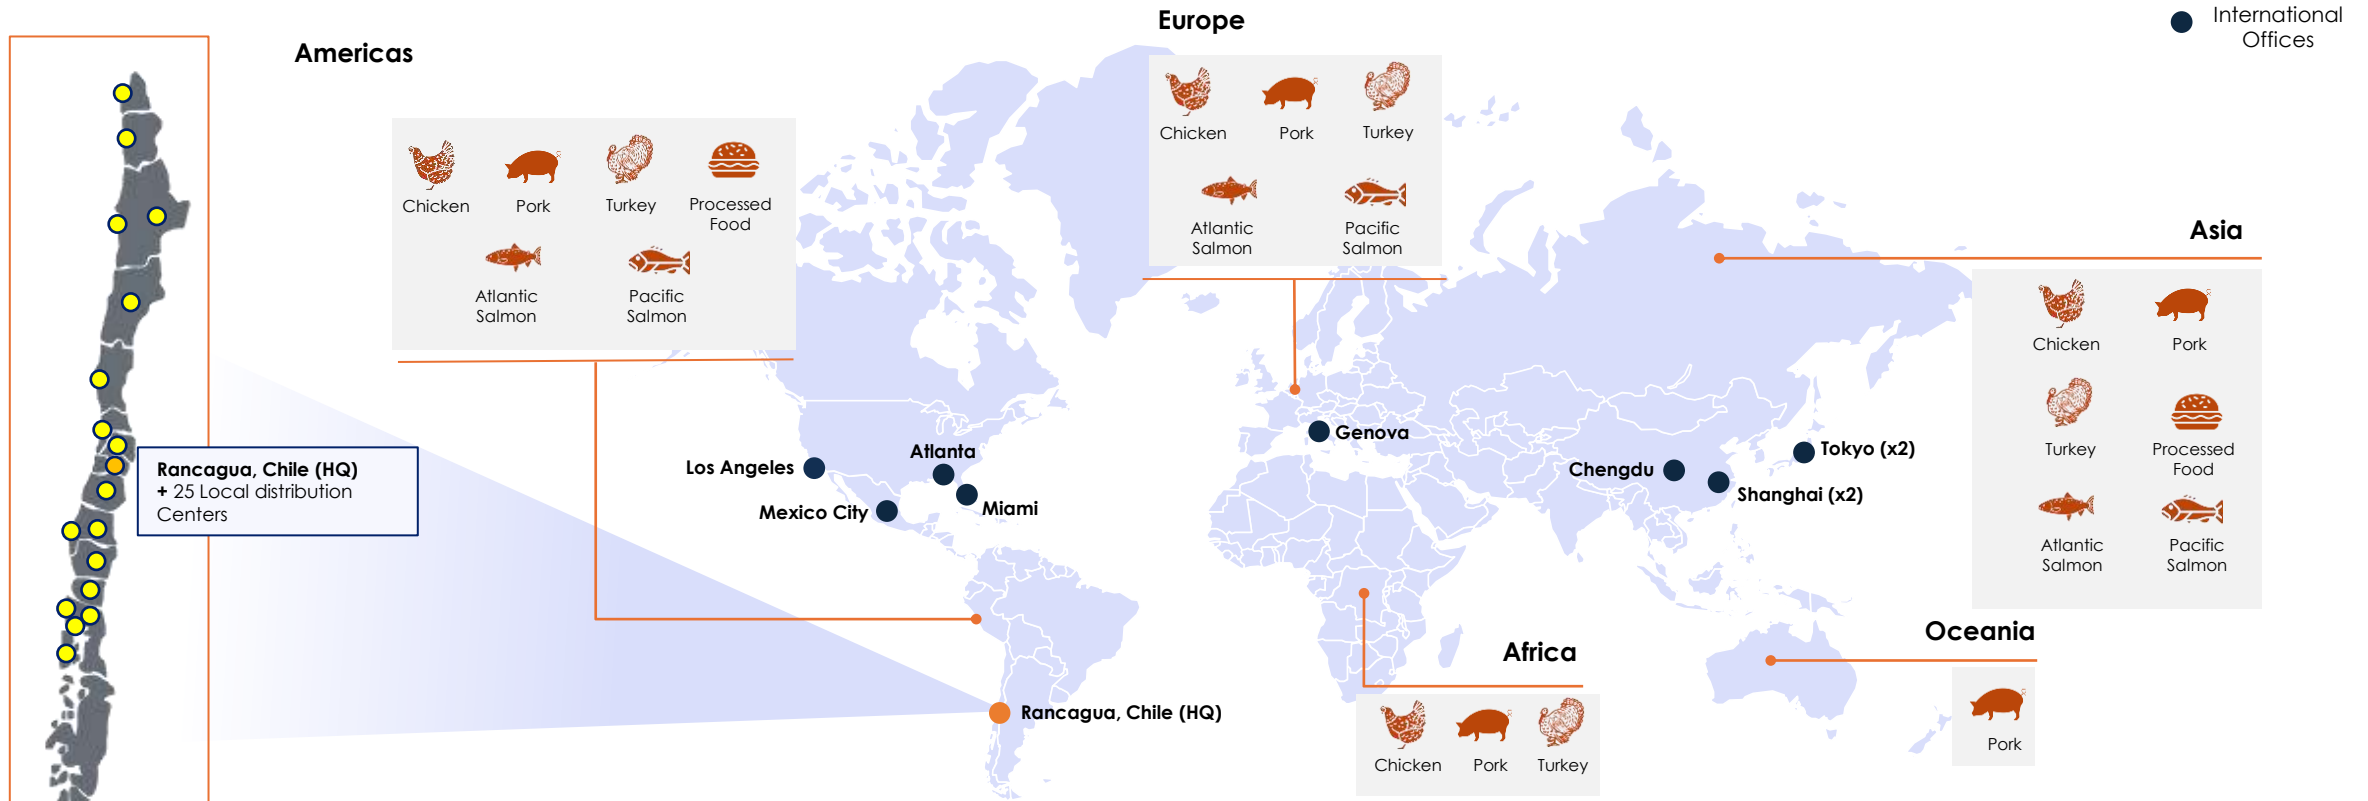 Europe
International
Offices
Americas
Chicken
Pork
Turkey
Processed
Food
Atlantic
Salmon
Pacific
Salmon
Chicken
Pork
Turkey
Atlantic
Salmon
Pacific
Salmon
Asia
Chicken
Pork
Turkey
Processed
Food
Atlantic
Salmon
Pacific
Salmon
Rancagua, Chile (HQ)
+ 25 Local distribution
Centers
Los Angeles
Atlanta
Mexico City
Miami
Genova
Chengdu
Tokyo (x2)
Shanghai (x2)
Rancagua, Chile (HQ)
Africa
Chicken
Pork
Turkey
Oceania
Pork